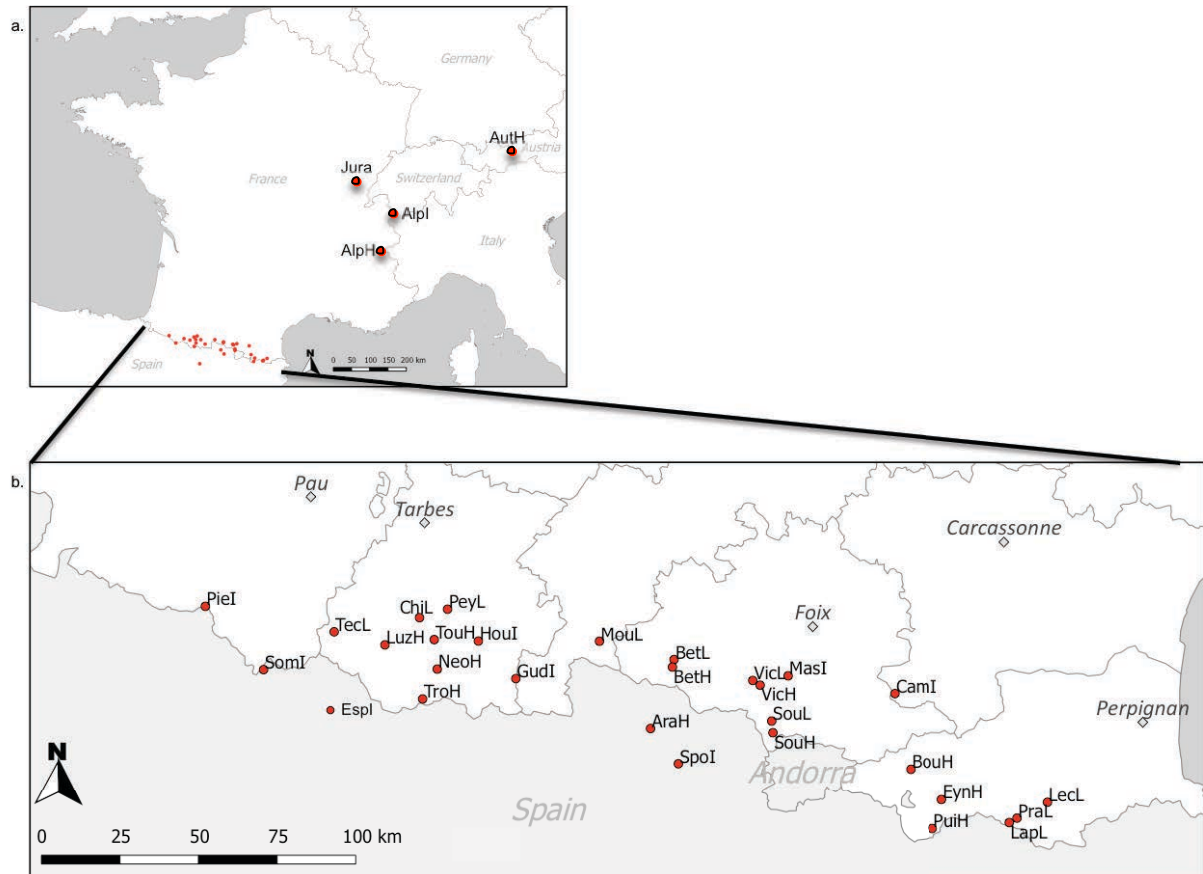 a.
Germany
AutH
Austria
Jura
France
Switzerland
AlpI
AlpH
Italy
Spain
N
0 50 100 150 200 km
b.
Pau
Tarbes
Carcassonne
PieI
ChiL
PeyL
Foix
TecL
LuzH
TouH
HouI
MouL
SomI
NeoH
BetL
BetH
GudI
VicL
MasI
VicH
CamI
TroH
EspI
SouL
Perpignan
AraH
SouH
SpoI
Andorra
BouH
N
Spain
EynH
LecL
PraL
PuiH
LapL
0 25 50 75 100 km